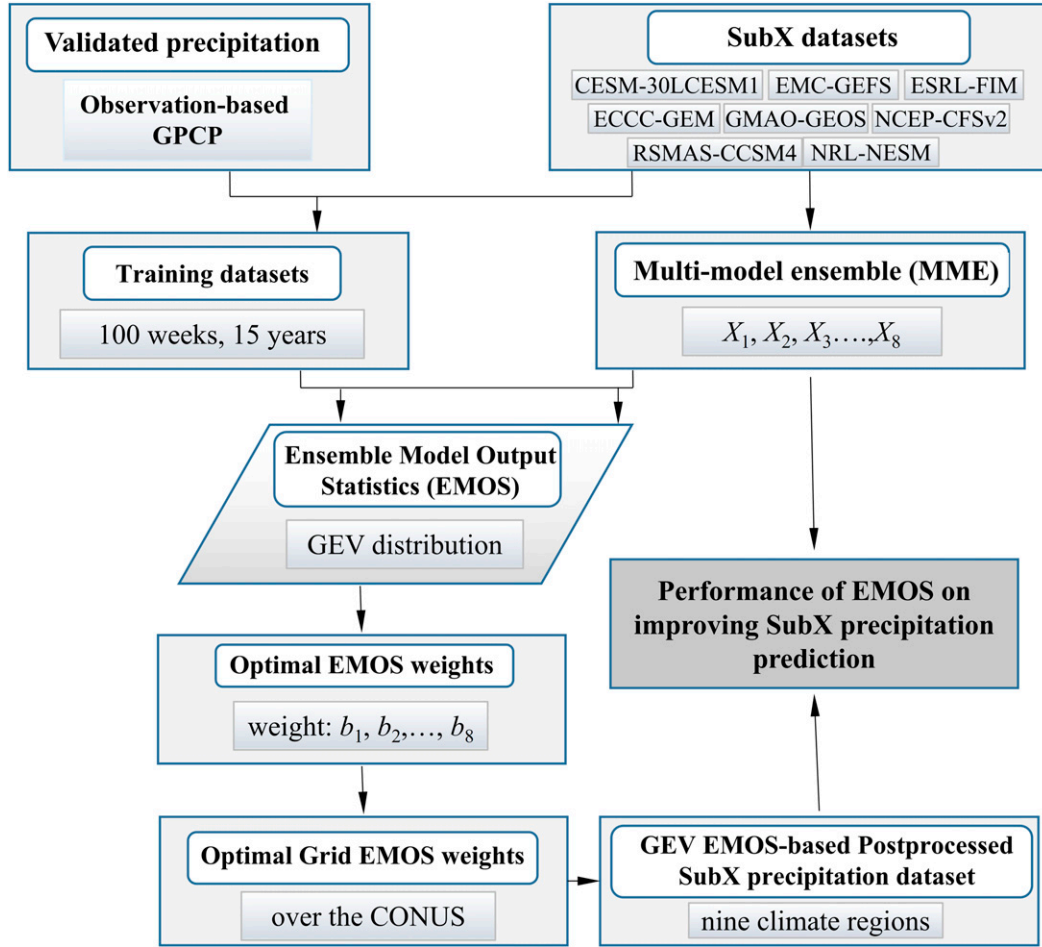 Validated precipitation
Observation-based
GPCP
SubX datasets
CESM-30LCESM1 EMC-GEFS ESRL-FIM
ECCC-GEM GMAO-GEOS NCEP-CFSv2
RSMAS-CCSM4 NRL-NESM
Training datasets
100 weeks, 15 years
Multi-model ensemble (MME)
X₁, X₂, X₃….,X₈
Ensemble Model Output
Statistics (EMOS)
GEV distribution
Performance of EMOS on
improving SubX precipitation
prediction
Optimal EMOS weights
weight: b₁, b₂,…, b₈
Optimal Grid EMOS weights
over the CONUS
GEV EMOS-based Postprocessed
SubX precipitation dataset
nine climate regions